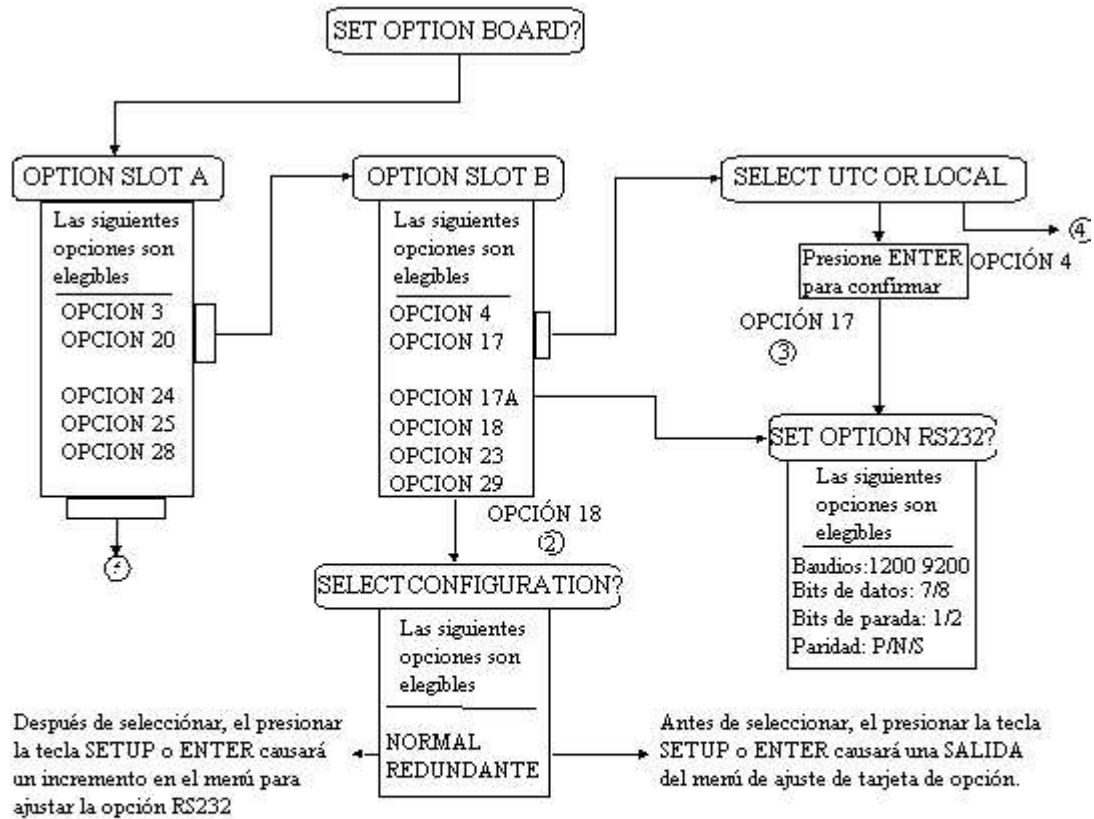 SET OPTION BOARD?
OPTION SLOT A
Las siguientes
opciones son
elegibles
OPCION 3
OPCION 20
OPCION 24
OPCION 25
OPCION 28
OPTION SLOT B
Las siguientes
opciones son
elegibles
OPCION 4
OPCION 17
OPCION 17A
OPCION 18
OPCION 23
OPCION 29
SELECT UTC OR LOCAL
4
OPCIÓN 4
Presione ENTER
para confirmar
OPCIÓN 17
3
SET OPTION RS232?
Las siguientes
opciones son
elegibles
Baudios:1200 9200
Bits de datos: 7/8
Bits de parada: 1/2
Paridad: P/N/S
OPCIÓN 18
2
SELECT CONFIGURATION?
Las siguientes
opciones son
elegibles
NORMAL
REDUNDANTE
Después de selecciónar, el presionar
la tecla SETUP o ENTER causará
un incremento en el menú para
ajustar la opción RS232
Antes de seleccionar, el presionar la tecla
SETUP o ENTER causará una SALIDA
del menú de ajuste de tarjeta de opción.